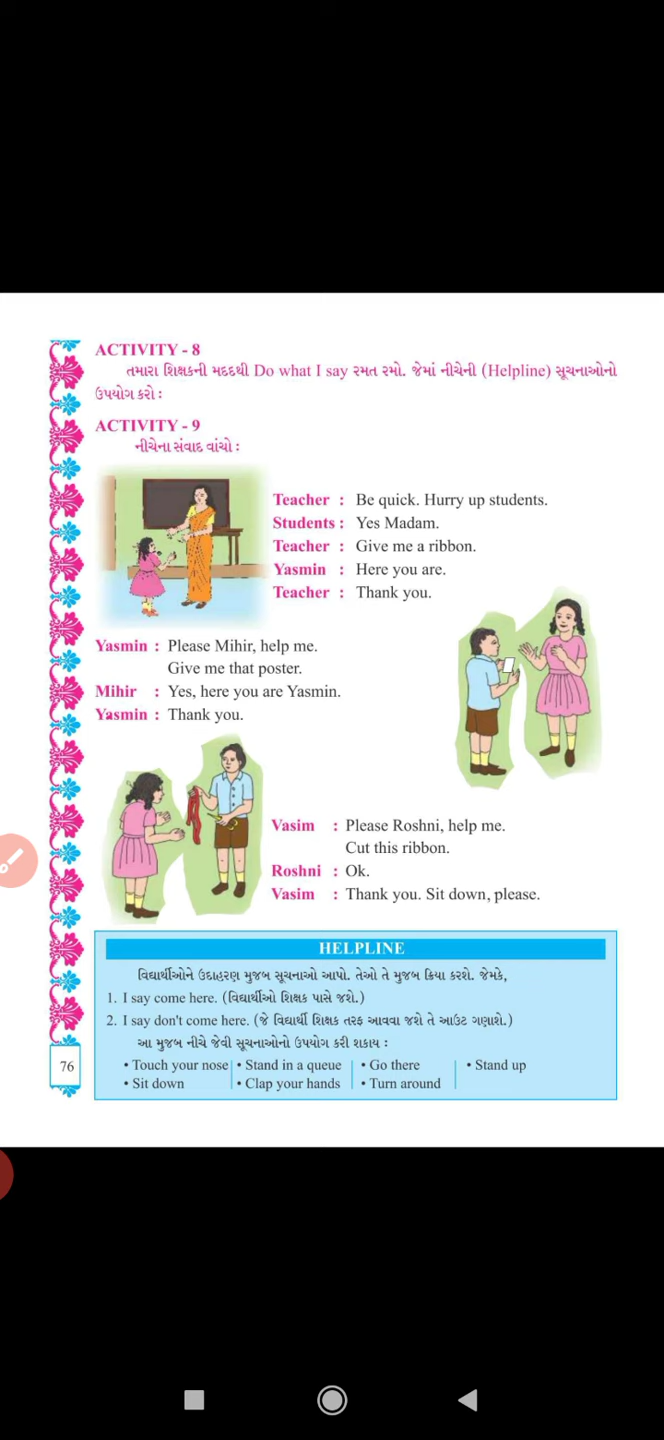 ACTIVITY - 8
તમારા શિક્ષકની મદદથી Do what I say રમત રમો. જેમાં નીચેની (Helpline) સૂચનાઓનો
ઉપયોગ કરો :
ACTIVITY - 9
નીચેના સંવાદ વાંચો :
Teacher : Be quick. Hurry up students.
Students : Yes Madam.
Teacher : Give me a ribbon.
Yasmin : Here you are.
Teacher : Thank you.
Yasmin : Please Mihir, help me.
Give me that poster.
Mihir : Yes, here you are Yasmin.
Yasmin : Thank you.
Vasim : Please Roshni, help me.
Cut this ribbon.
Roshni : Ok.
Vasim : Thank you. Sit down, please.
HELPLINE
વિદ્યાર્થીઓને ઉદાહરણ મુજબ સૂચનાઓ આપો. તેઓ તે મુજબ ક્રિયા કરશે. જેમકે,
1. I say come here. (વિદ્યાર્થીઓ શિક્ષક પાસે જશે.)
2. I say don't come here. (જે વિદ્યાર્થી શિક્ષક તરફ આવવા જશે તે આઉટ ગણાશે.)
આ મુજબ નીચે જેવી સૂચનાઓનો ઉપયોગ કરી શકાય :
• Touch your nose • Stand in a queue • Go there • Stand up
• Sit down • Clap your hands • Turn around
76